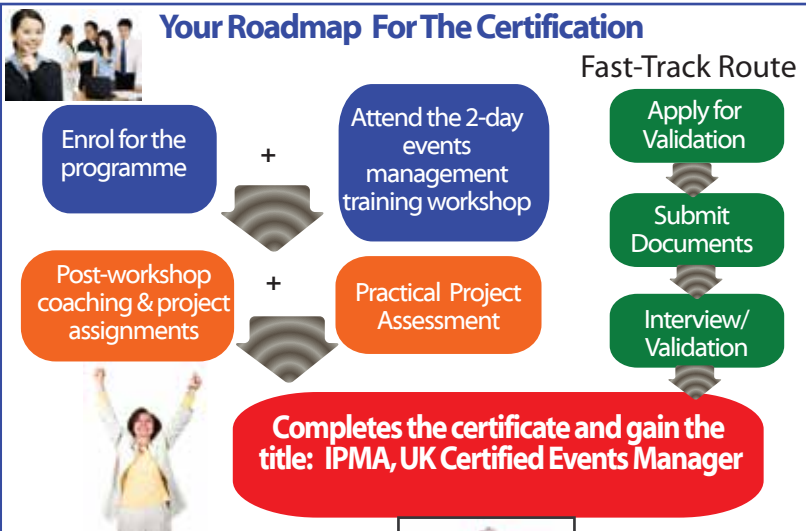 Your Roadmap For The Certification
Fast-Track Route
Enrol for the
programme
+
Attend the 2-day
events
management
training workshop
Post-workshop
coaching & project
assignments
+
Practical Project
Assessment
Apply for
Validation
Submit
Documents
Interview/
Validation
Completes the certificate and gain the
title: IPMA, UK Certified Events Manager